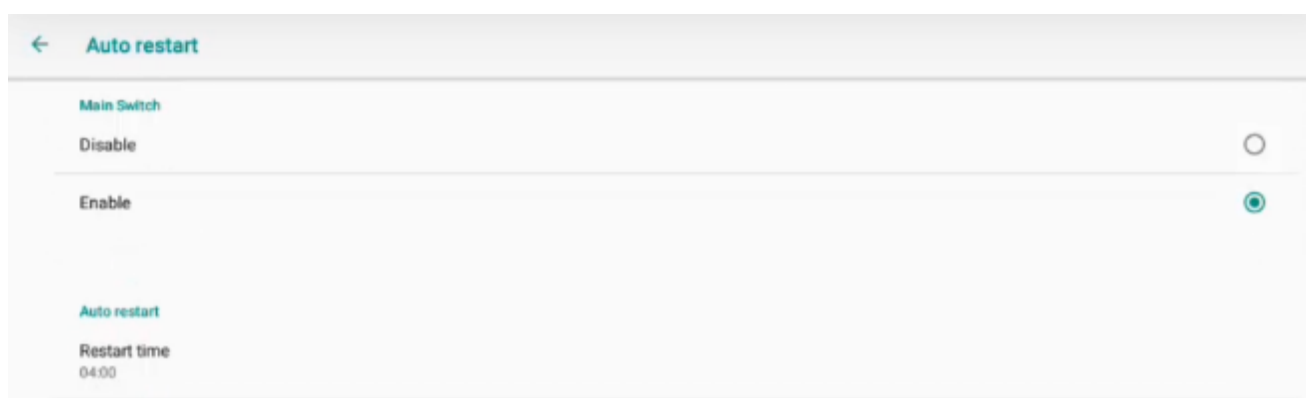 Auto restart
Main Switch
Disable
Enable
Auto restart
Restart time
04:00